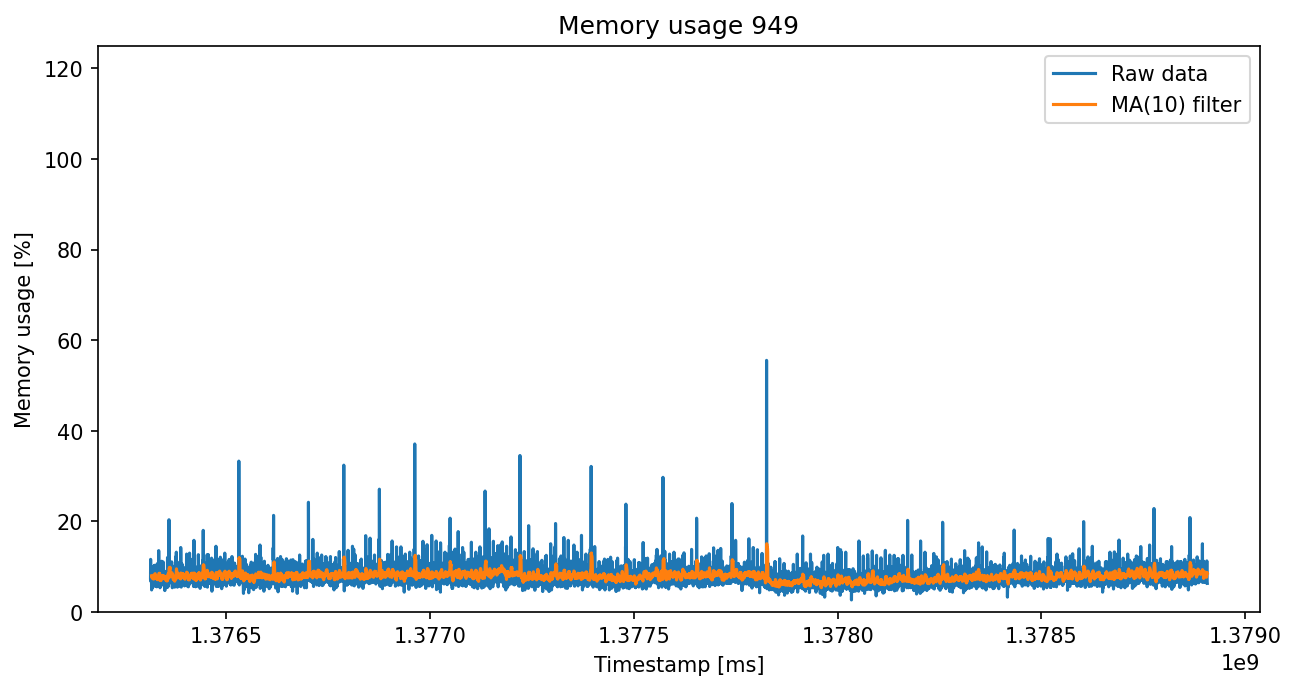 Memory usage 949
Raw data
MA(10) filter
Memory usage [%]
120
100
80
60
40
20
0
1.3765 1.3770 1.3775 1.3780 1.3785 1.3790
1e9
Timestamp [ms]